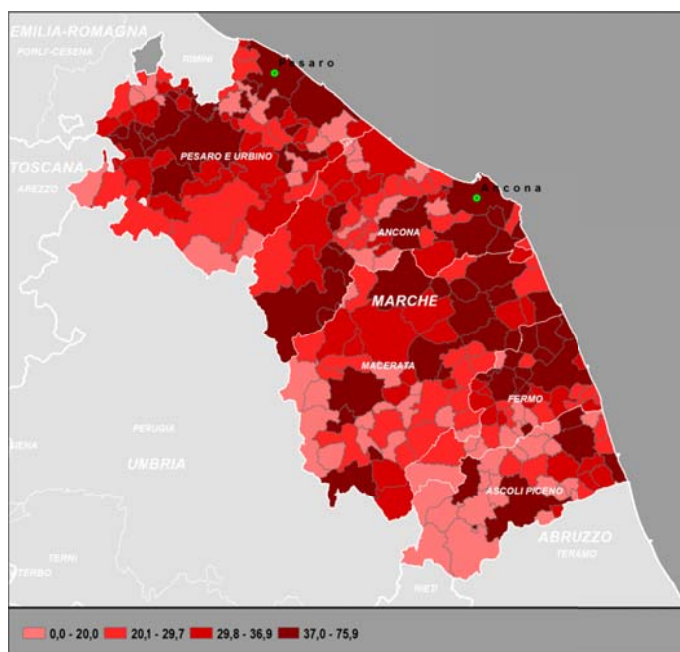 EMILIA-ROMAGNA
FORLI-CESENA
RIMINI
Pesaro
TOSCANA
AREZZO
PESARO E URBINO
Ancona
ANCONA
MARCHE
MACERATA
FERMO
PERUGIA
UMBRIA
ASCOLI PICENO
ABRUZZO
TERAMO
TERNI
RIETI
0,0 - 20,0 20,1 - 29,7 29,8 - 36,9 37,0 - 75,9